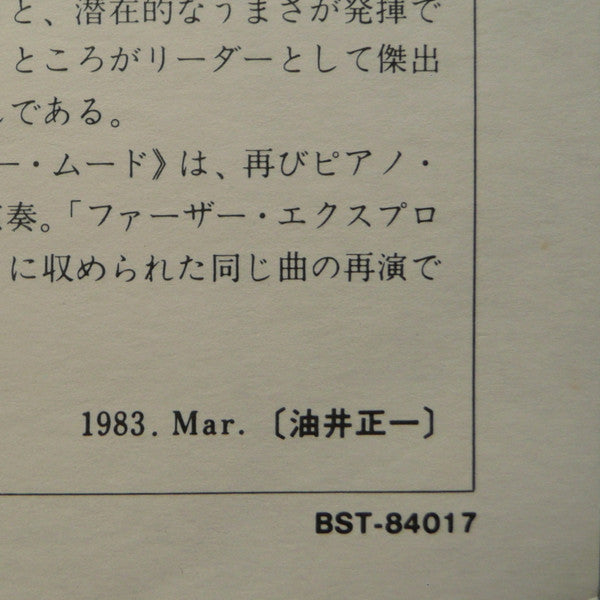 と、潜在的なうまさが発揮で
ところがリーダーとして傑出
である。
ー・ムード》は、再びピアノ・
奏。「ファーザー・エクスプロ
に収められた同じ曲の再演で
1983. Mar. 〔油井正一〕
BST-84017